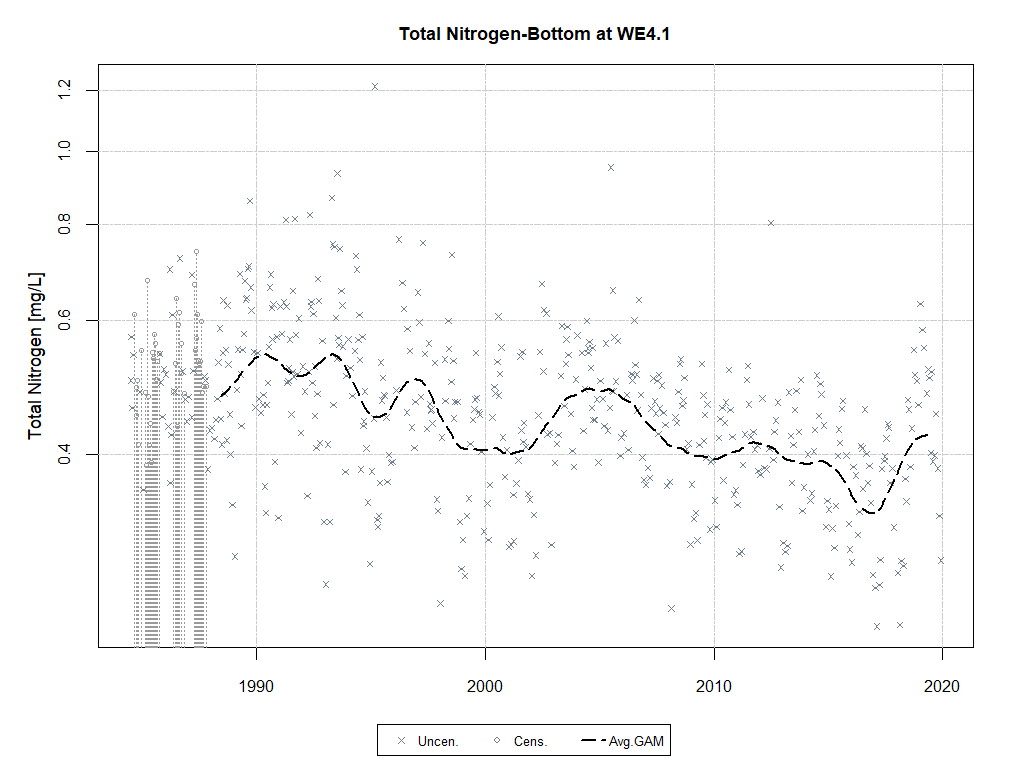 Total Nitrogen-Bottom at WE4.1
Total Nitrogen [mg/L]
1.2
1.0
0.8
0.6
0.4
1990 2000 2010 2020
Uncen. Cens. Avg.GAM